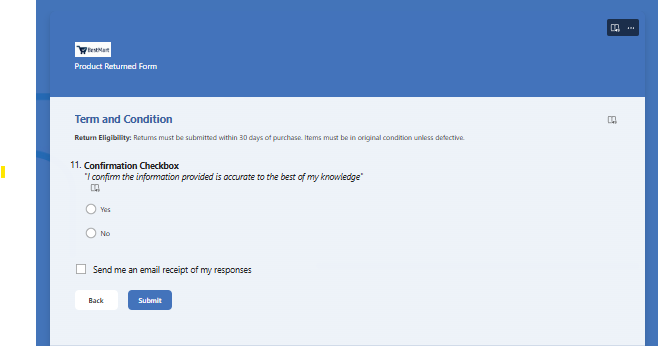 BestMart
Product Returned Form
Term and Condition
Return Eligibility: Returns must be submitted within 30 days of purchase. Items must be in original condition unless defective.
11. Confirmation Checkbox
"I confirm the information provided is accurate to the best of my knowledge"
Yes
No
Send me an email receipt of my responses
Back
Submit